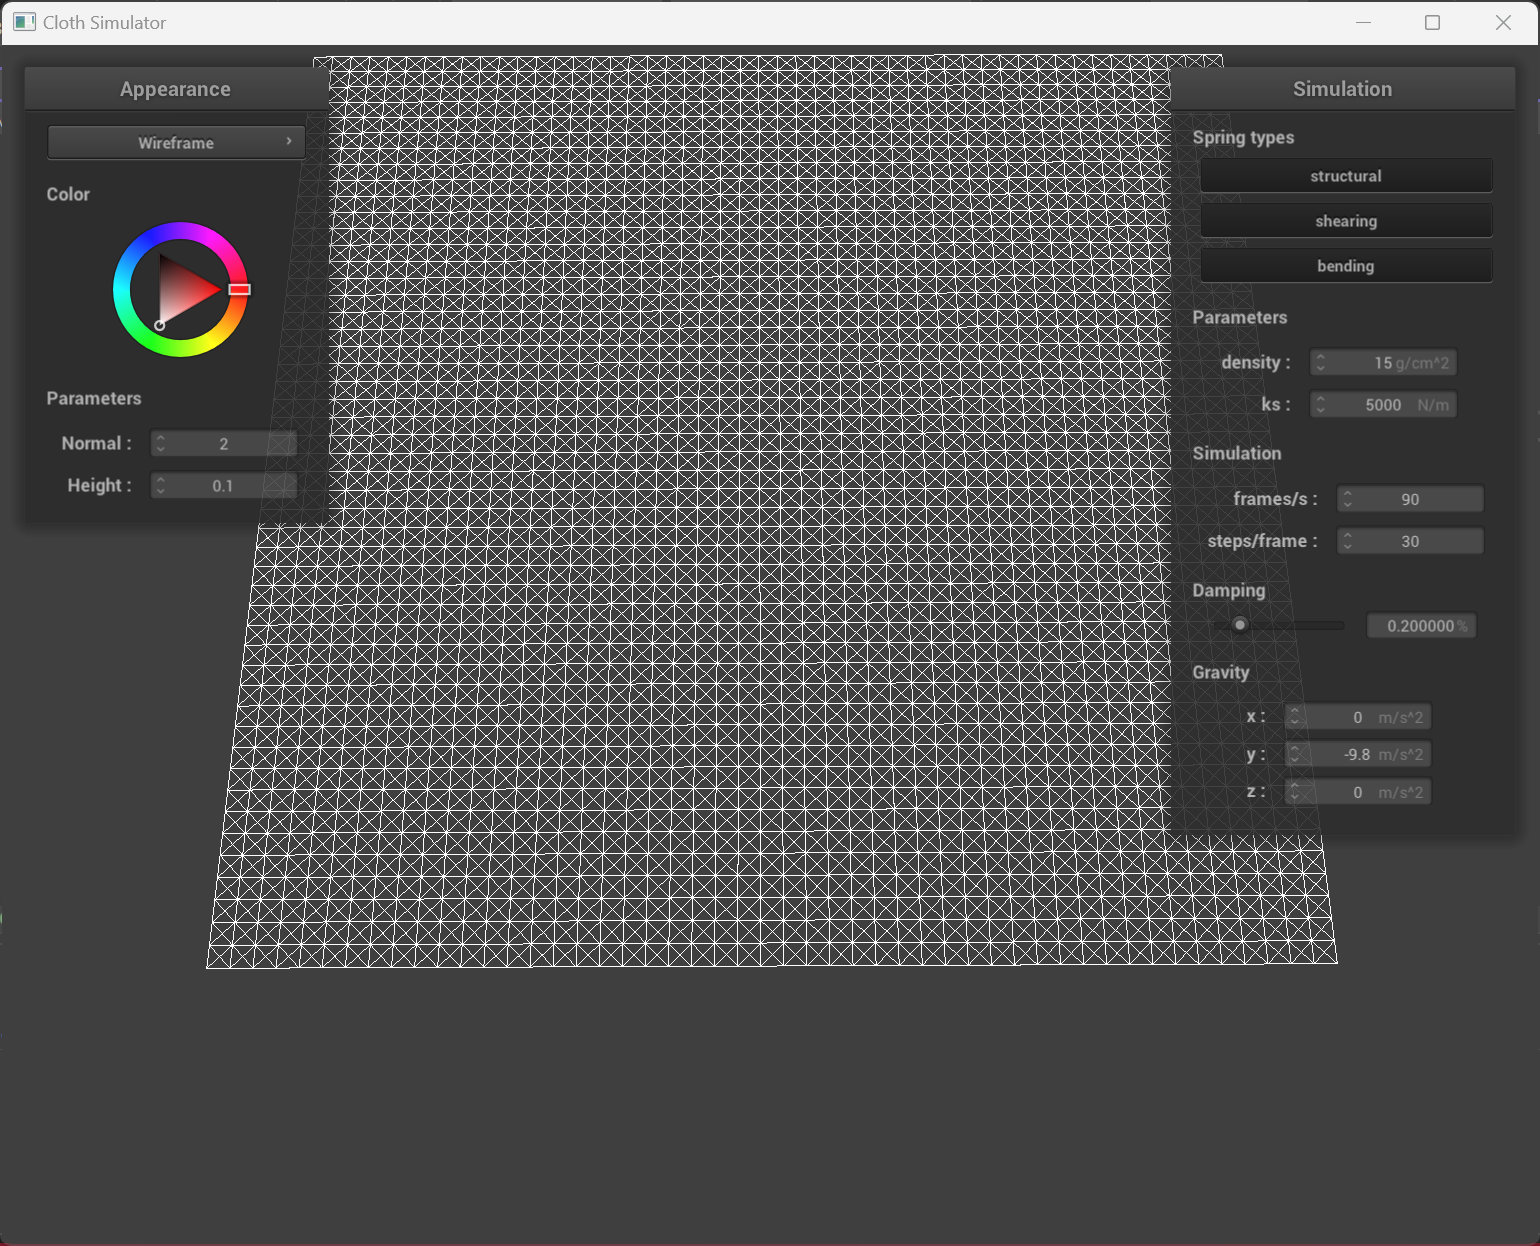 Cloth Simulator
Appearance
Wireframe
Color
Parameters
Normal : 2
Height : 0.1
Simulation
Spring types
structural
shearing
bending
Parameters
density : 15 g/cm^2
ks : 5000 N/m
Simulation
frames/s : 90
steps/frame : 30
Damping
0.200000 %
Gravity
x : 0 m/s^2
y : -9.8 m/s^2
z : 0 m/s^2